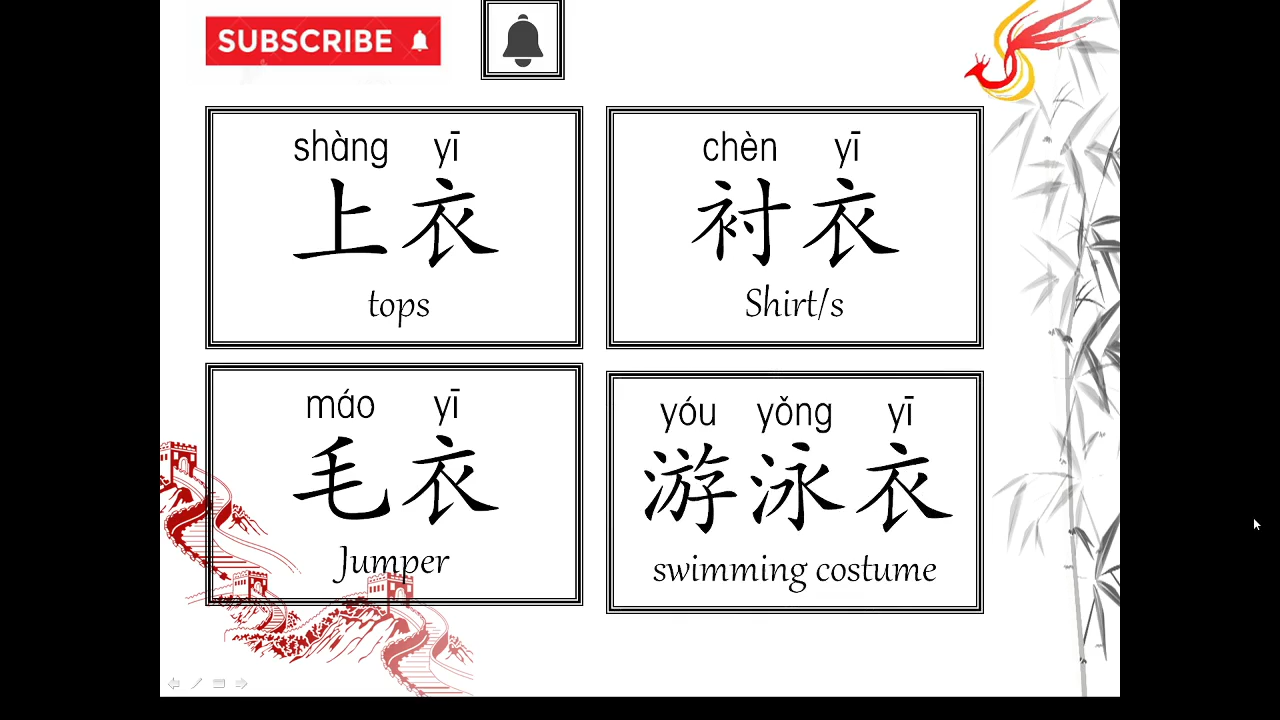 SUBSCRIBE
shàng yī
上衣
tops
chèn yī
衬衣
Shirt/s
máo yī
毛衣
Jumper
yóu yǒng yī
游泳衣
swimming costume